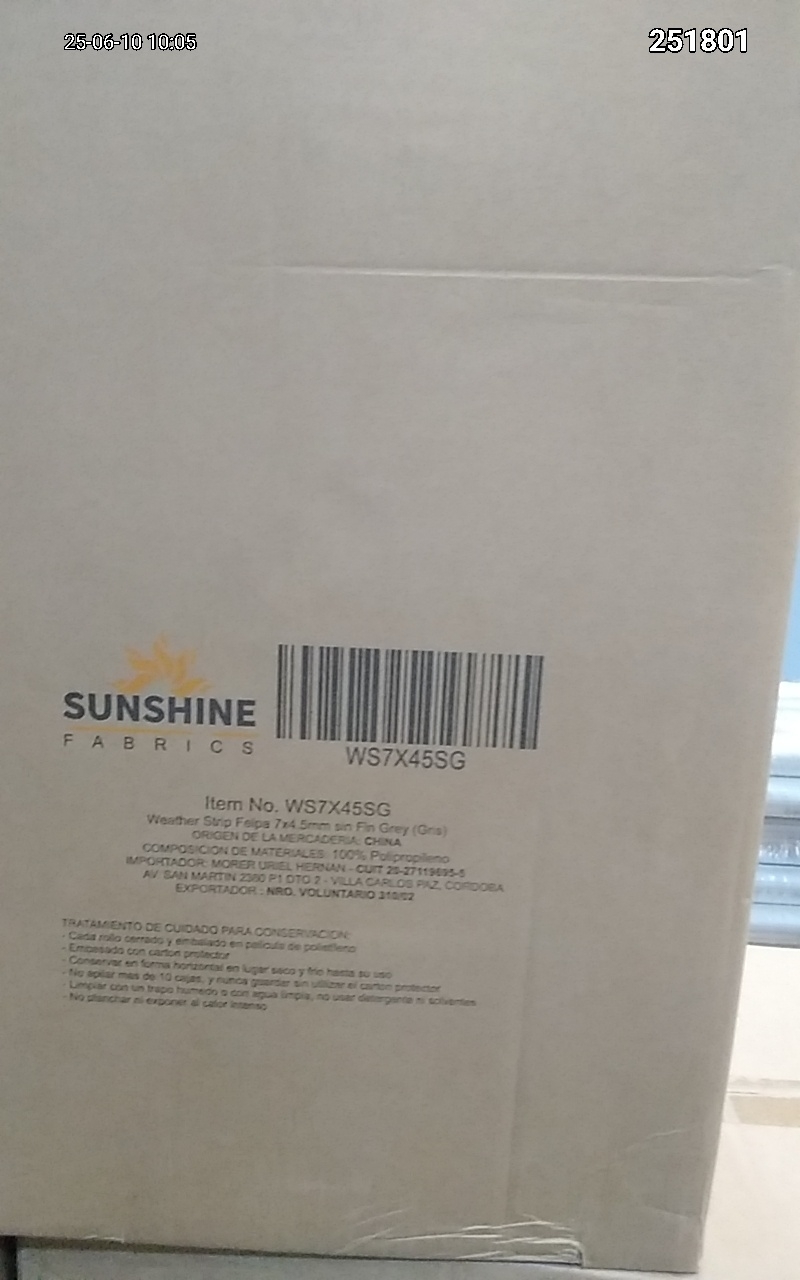 25-06-10 10:05
251801
SUNSHINE
FABRICS
WS7X45SG
Item No. WS7X45SG
Weather Strip Felpa 7x4.5mm sin Fin Grey (Gris)
ORIGEN DE LA MERCADERIA: CHINA
COMPOSICION DE MATERIALES: 100% Polipropileno
IMPORTADOR: MORER URIEL HERNAN - CUIT 20-27119695-5
AV. SAN MARTIN 2380 P1 DTO 2 - VILLA CARLOS PAZ, CORDOBA
EXPORTADOR : NRO. VOLUNTARIO 310/02
TRATAMIENTO DE CUIDADO PARA CONSERVACION:
- Cada rollo cerrado y embalado en pelicula de polietileno
- Embasado con carton protector
- Conservar en forma horizontal en lugar seco y frio hasta su uso
- No apilar mas de 10 cajas, y nunca guardar sin utilizar el carton protector
- Limpiar con un trapo humedo o con agua limpia, no usar detergente ni solventes
- No planchar ni exponer al calor intenso